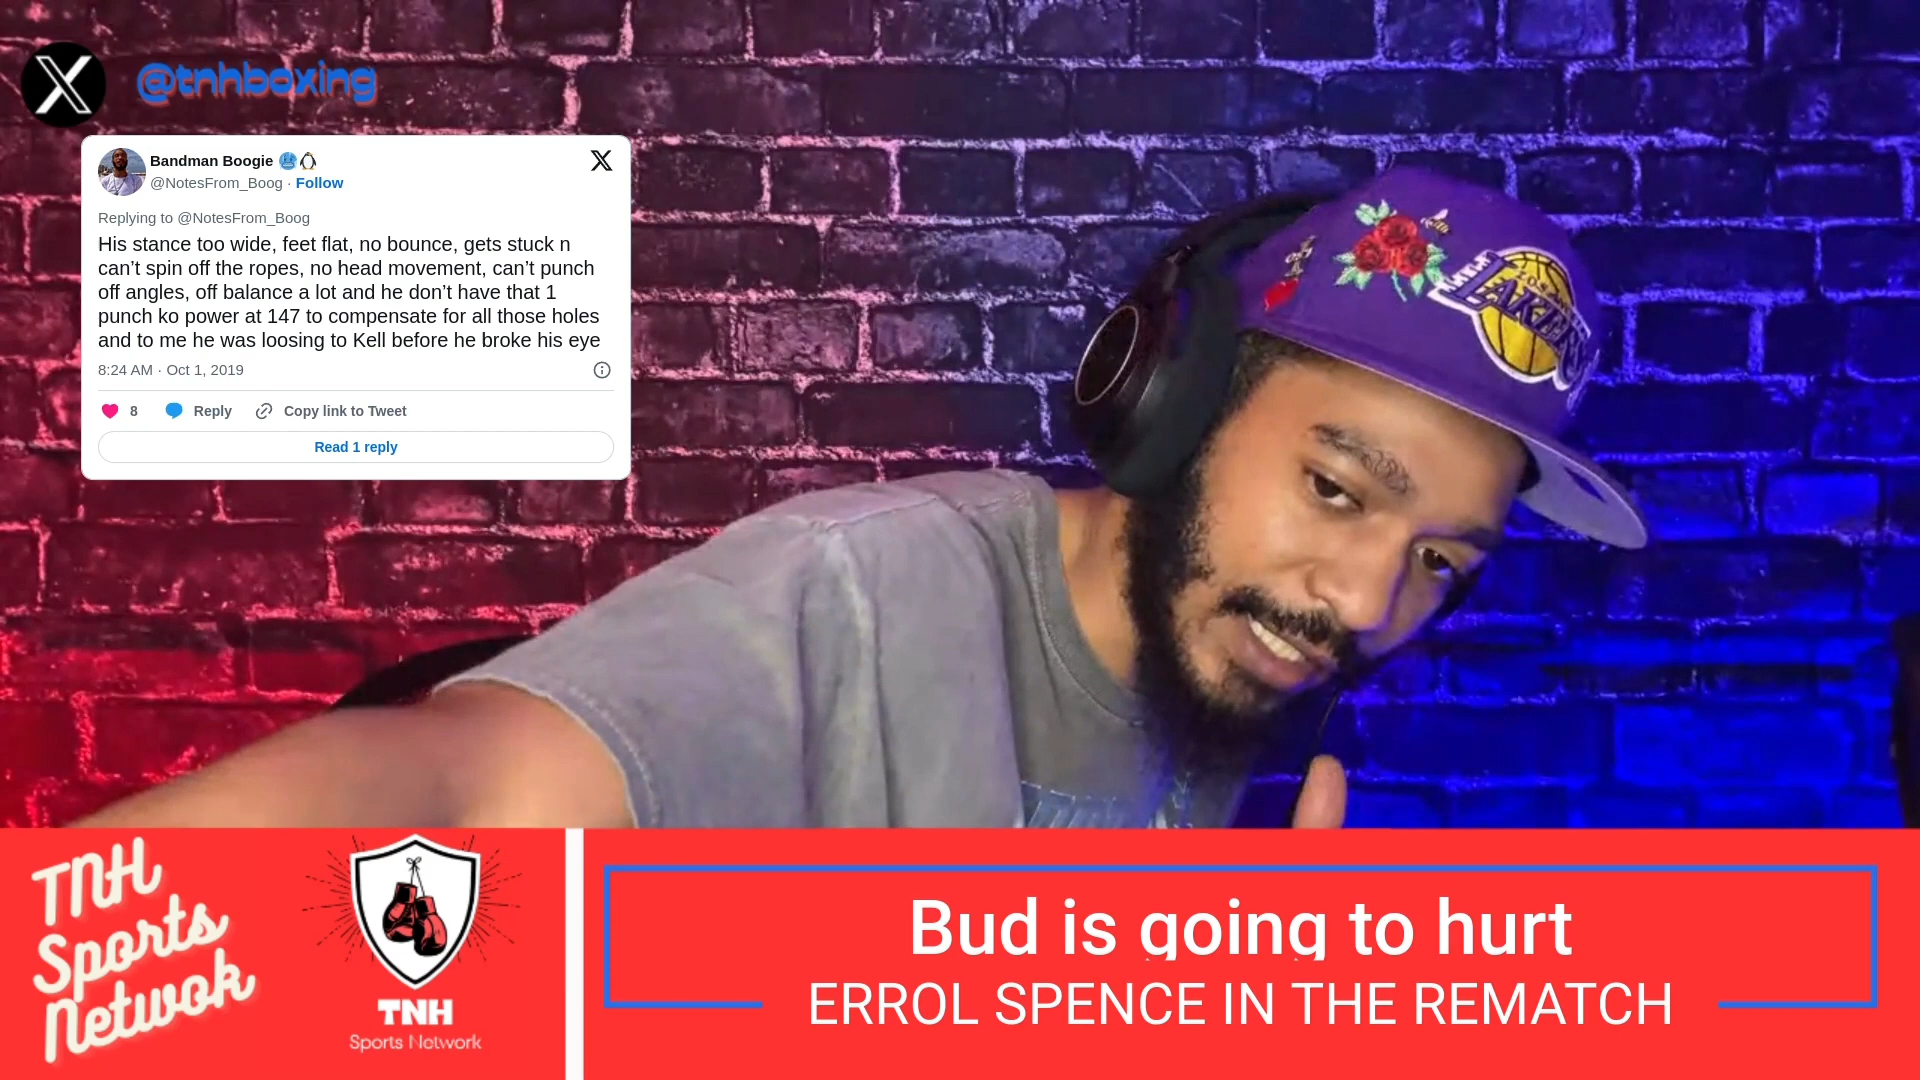 @tnhboxing
Bandman Boogie
@NotesFrom_Boog · Follow
Replying to @NotesFrom_Boog
His stance too wide, feet flat, no bounce, gets stuck n
can’t spin off the ropes, no head movement, can’t punch
off angles, off balance a lot and he don’t have that 1
punch ko power at 147 to compensate for all those holes
and to me he was loosing to Kell before he broke his eye
8:24 AM · Oct 1, 2019
8 Reply Copy link to Tweet
Read 1 reply
LAKERS
TNH
Sports
Netwok
TNH
Sports Network
Bud is going to hurt
ERROL SPENCE IN THE REMATCH